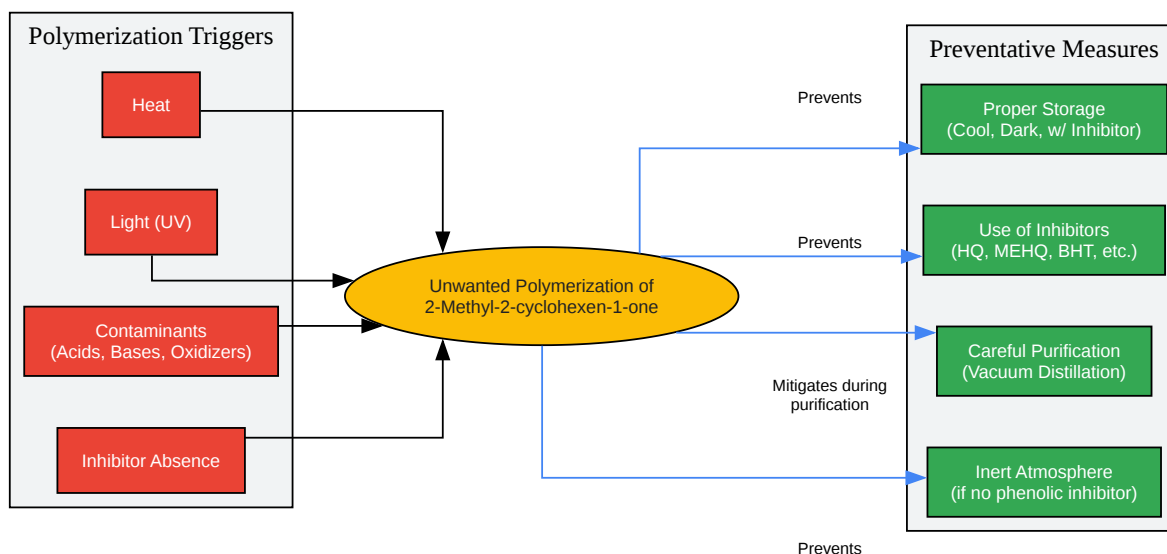 Polymerization Triggers
Heat
Light (UV)
Contaminants
(Acids, Bases, Oxidizers)
Inhibitor Absence
Unwanted Polymerization of
2-Methyl-2-cyclohexen-1-one
Prevents
Prevents
Mitigates during
purification
Prevents
Preventative Measures
Proper Storage
(Cool, Dark, w/ Inhibitor)
Use of Inhibitors
(HQ, MEHQ, BHT, etc.)
Careful Purification
(Vacuum Distillation)
Inert Atmosphere
(if no phenolic inhibitor)